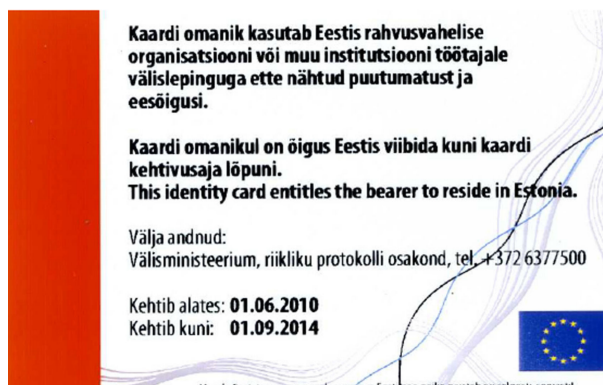 Kaardi omanik kasutab Eestis rahvusvahelise
organisatsiooni või muu institutsiooni töötajale
välislepinguga ette nähtud puutumatust ja
eesõigusi.
Kaardi omanikul on õigus Eestis viibida kuni kaardi
kehtivusaja lõpuni.
This identity card entitles the bearer to reside in Estonia.
Välja andnud:
Välisministeerium, riikliku protokolli osakond, tel. +372 6377500
Kehtib alates: 01.06.2010
Kehtib kuni: 01.09.2014